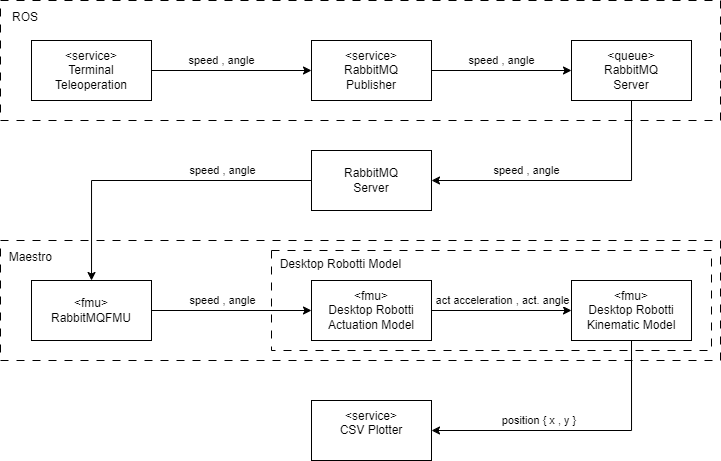 ROS
<service>
Terminal
Teleoperation
speed , angle
<service>
RabbitMQ
Publisher
speed , angle
<queue>
RabbitMQ
Server
speed , angle
RabbitMQ
Server
speed , angle
Maestro
Desktop Robotti Model
<fmu>
RabbitMQFMU
speed , angle
<fmu>
Desktop Robotti
Actuation Model
act acceleration , act. angle
<fmu>
Desktop Robotti
Kinematic Model
<service>
CSV Plotter
position { x , y }